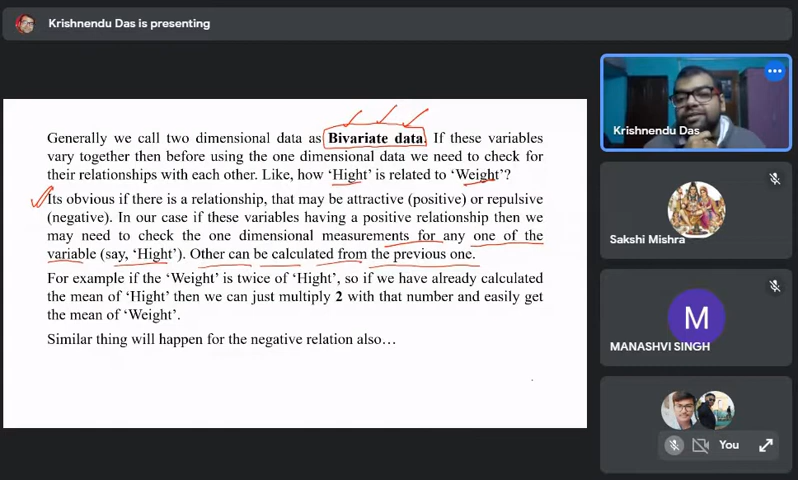 Krishnendu Das is presenting
Generally we call two dimensional data as Bivariate data. If these variables
vary together then before using the one dimensional data we need to check for
their relationships with each other. Like, how ‘Hight’ is related to ‘Weight’?
Its obvious if there is a relationship, that may be attractive (positive) or repulsive
(negative). In our case if these variables having a positive relationship then we
may need to check the one dimensional measurements for any one of the
variable (say, ‘Hight’). Other can be calculated from the previous one.
For example if the ‘Weight’ is twice of ‘Hight’, so if we have already calculated
the mean of ‘Hight’ then we can just multiply 2 with that number and easily get
the mean of ‘Weight’.
Similar thing will happen for the negative relation also…
Krishnendu Das
Sakshi Mishra
M
MANASHVI SINGH
You